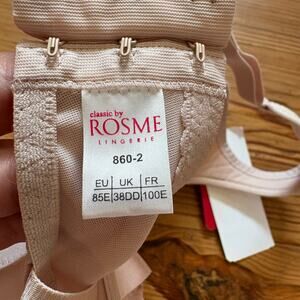 classic by
ROSME
LINGERIE
860-2
EU UK FR
85E 38DD 100E